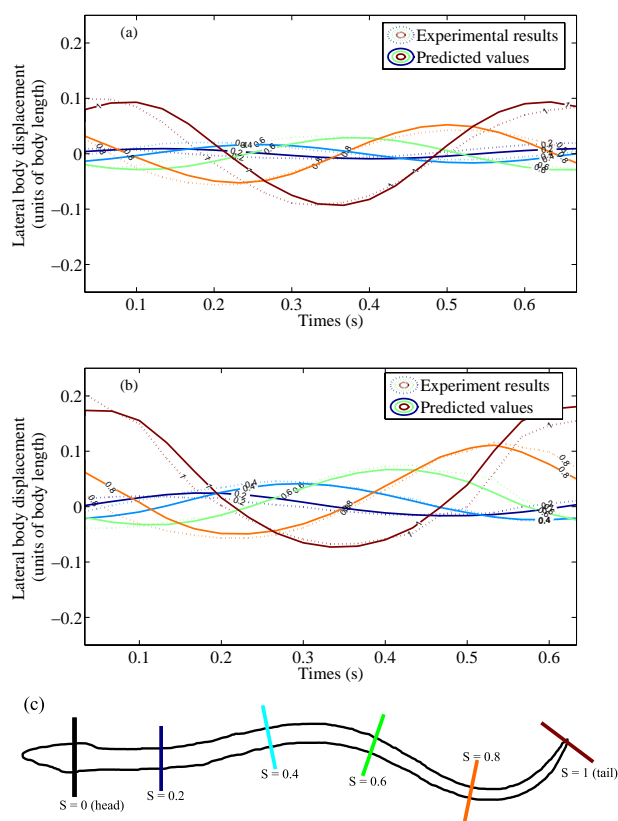 (a)
Experimental results
Predicted values
0.2
0.1
0
−0.1
−0.2
Lateral body displacement
(units of body length)
0.1
0.2
0.3
0.4
0.5
0.6
Times (s)
(b)
Experiment results
Predicted values
0.2
0.1
0
−0.1
−0.2
Lateral body displacement
(units of body length)
0.1
0.2
0.3
0.4
0.5
0.6
Times (s)
(c)
S = 0 (head)
S = 0.2
S = 0.4
S = 0.6
S = 0.8
S = 1 (tail)